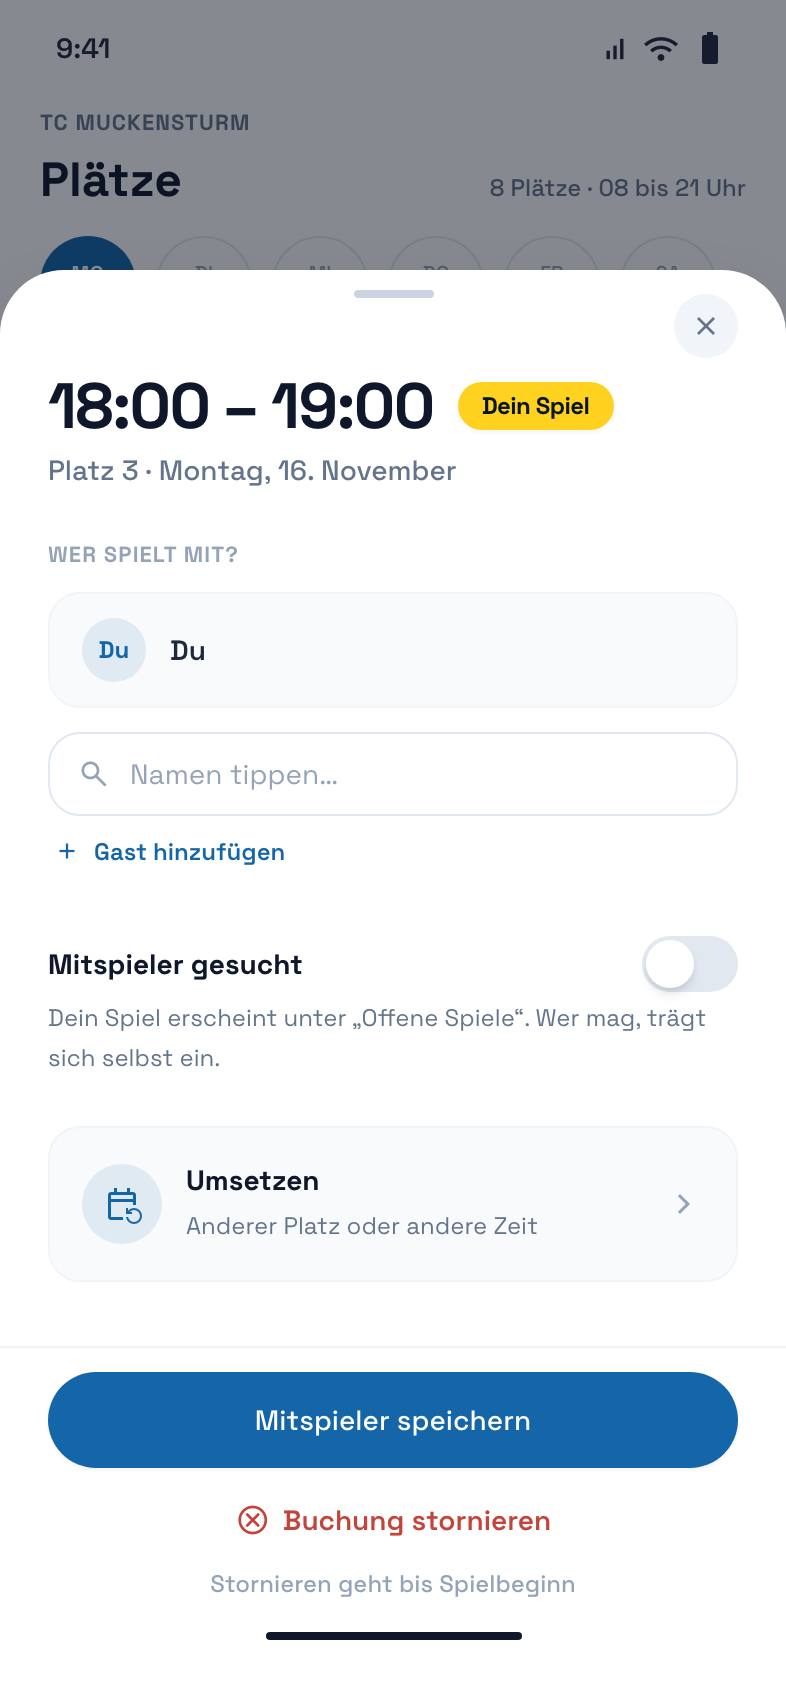 9:41
TC MUCKENSTURM
Plätze
8 Plätze · 08 bis 21 Uhr
18:00 – 19:00
Dein Spiel
Platz 3 · Montag, 16. November
WER SPIELT MIT?
Du Du
Namen tippen...
+ Gast hinzufügen
Mitspieler gesucht
Dein Spiel erscheint unter „Offene Spiele“. Wer mag, trägt
sich selbst ein.
Umsetzen
Anderer Platz oder andere Zeit
Mitspieler speichern
Buchung stornieren
Stornieren geht bis Spielbeginn